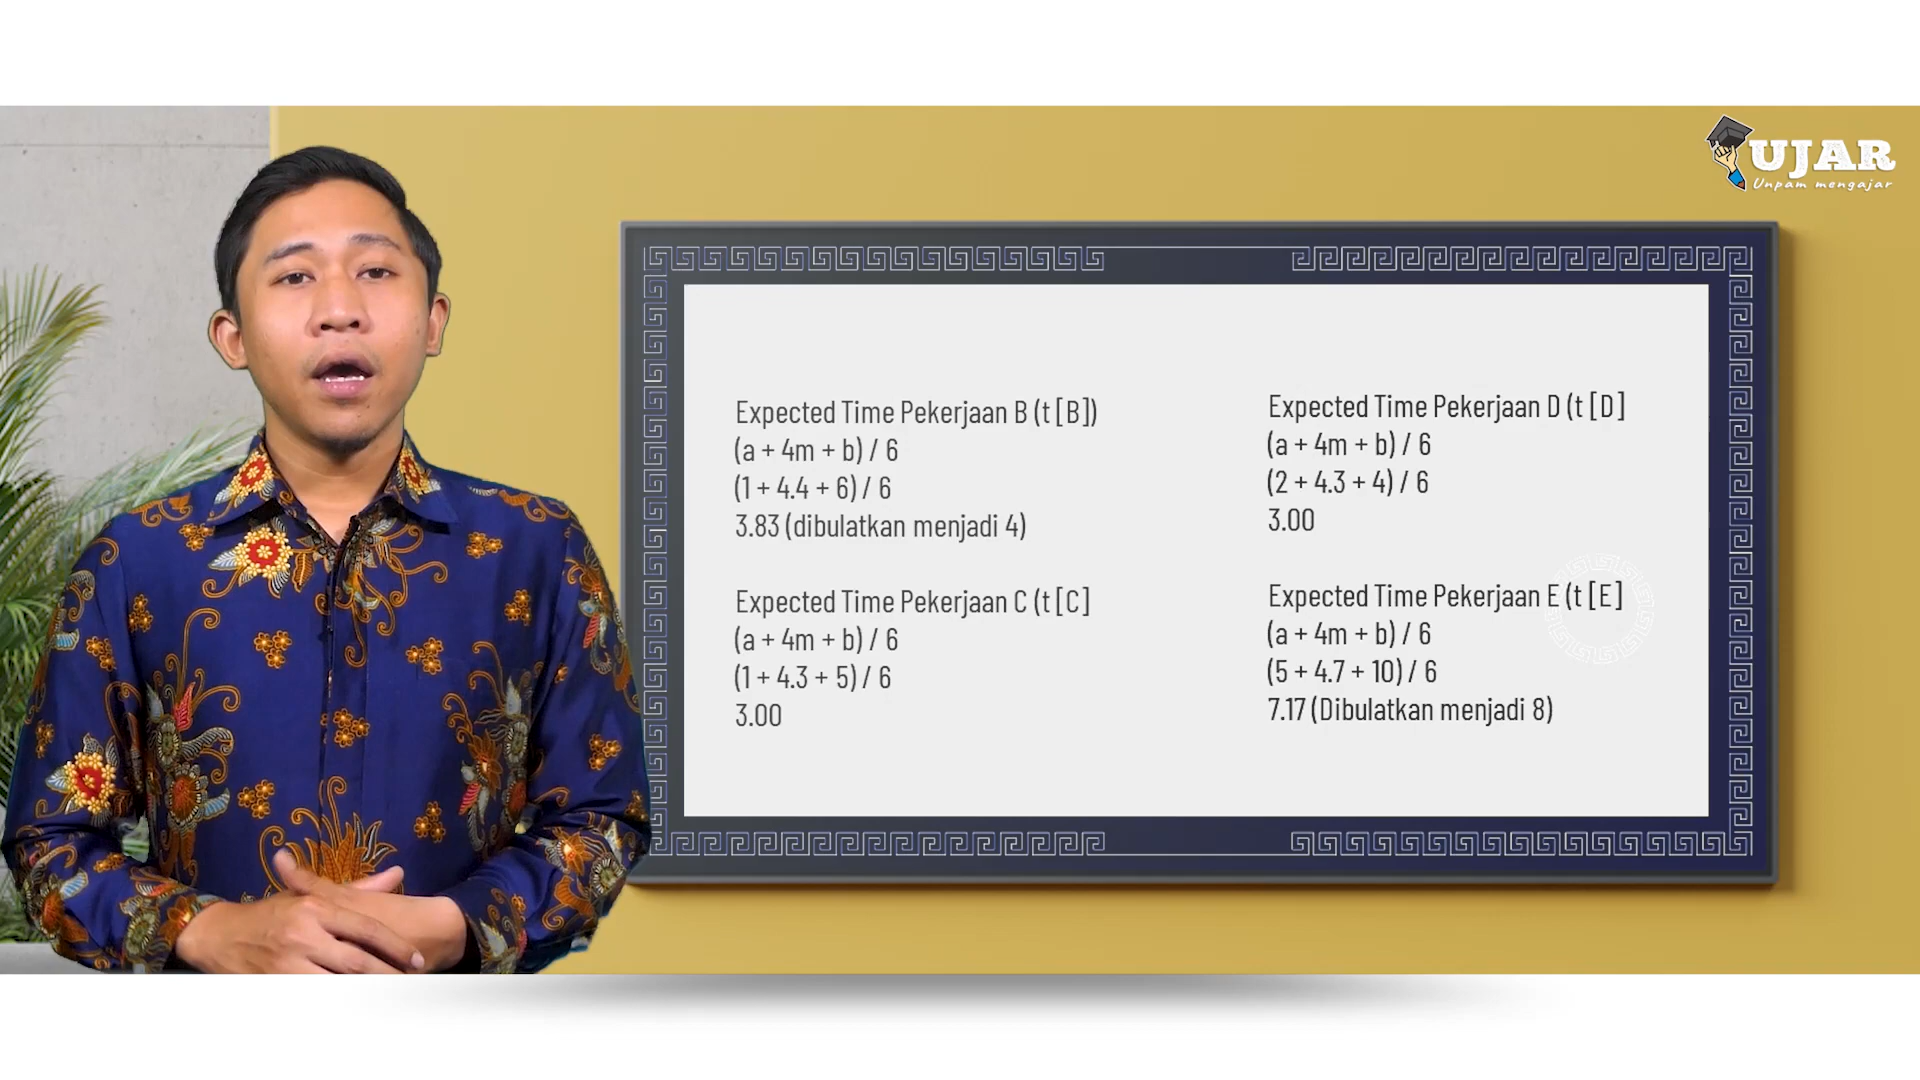 UJAR
Unpam mengajar
Expected Time Pekerjaan B (t [B])
(a + 4m + b) / 6
(1 + 4.4 + 6) / 6
3.83 (dibulatkan menjadi 4)
Expected Time Pekerjaan C (t [C]
(a + 4m + b) / 6
(1 + 4.3 + 5) / 6
3.00
Expected Time Pekerjaan D (t [D]
(a + 4m + b) / 6
(2 + 4.3 + 4) / 6
3.00
Expected Time Pekerjaan E (t [E]
(a + 4m + b) / 6
(5 + 4.7 + 10) / 6
7.17 (Dibulatkan menjadi 8)